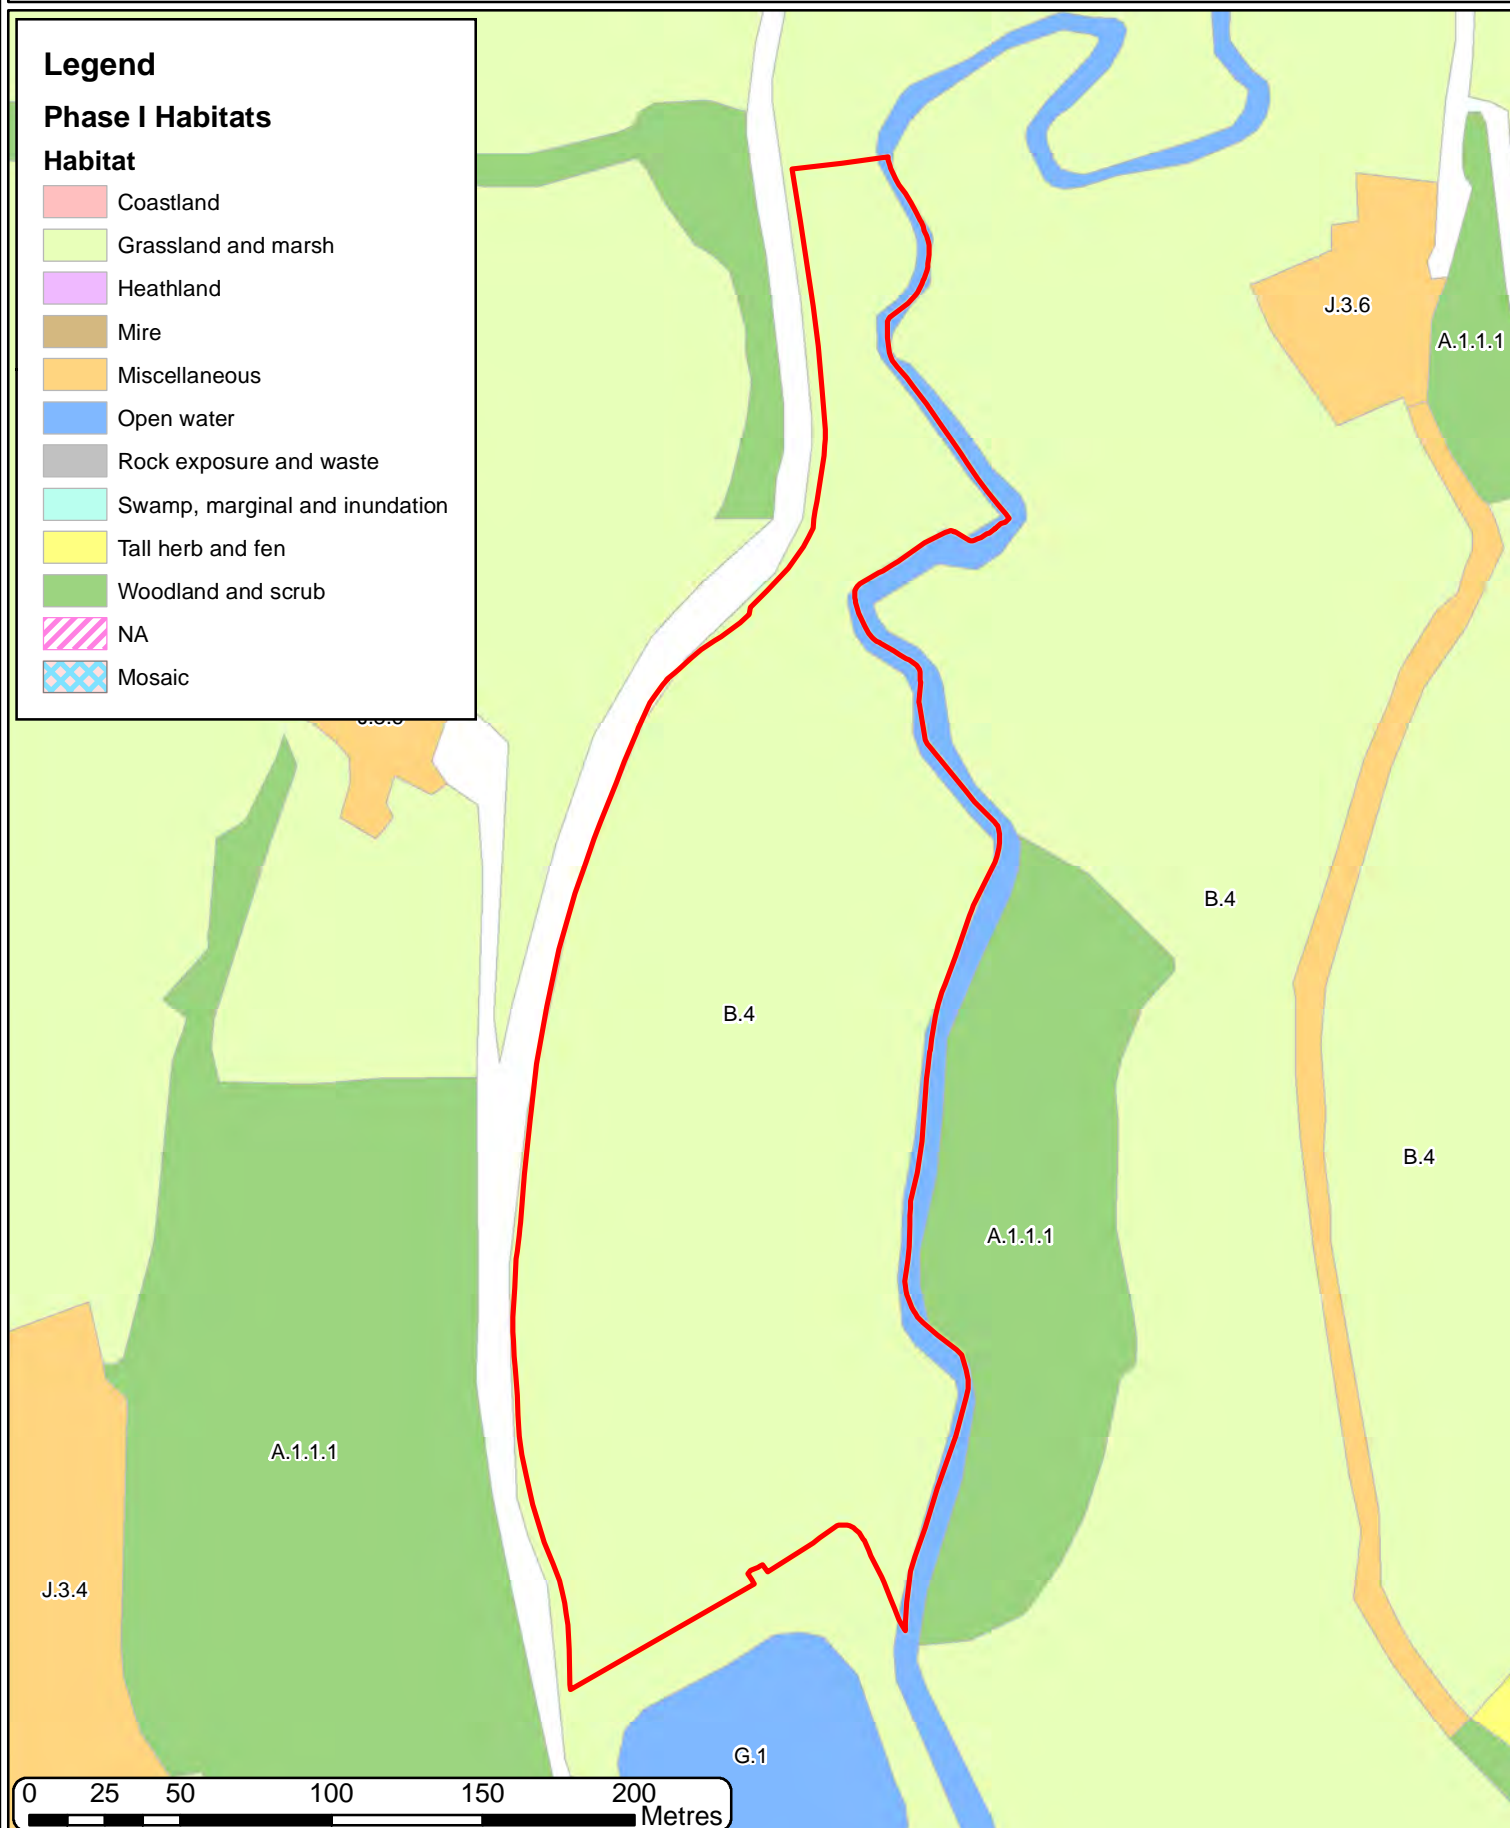 Legend
Phase I Habitats
Habitat
Coastland
Grassland and marsh
Heathland
Mire
Miscellaneous
Open water
Rock exposure and waste
Swamp, marginal and inundation
Tall herb and fen
Woodland and scrub
NA
Mosaic
J.3.6
A.1.1.1
B.4
B.4
B.4
A.1.1.1
A.1.1.1
J.3.4
G.1
0 25 50 100 150 200
Metres